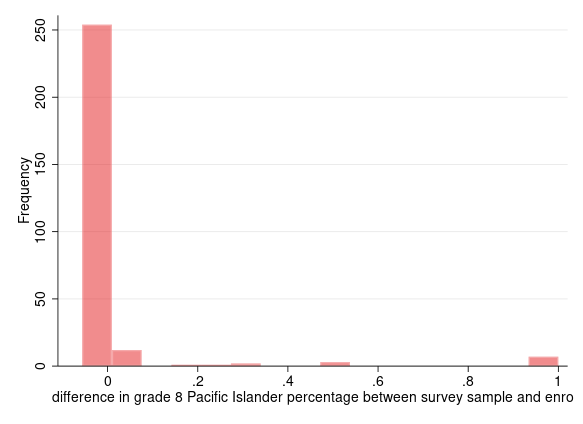 250
200
150
100
50
0
Frequency
0 .2 .4 .6 .8 1
difference in grade 8 Pacific Islander percentage between survey sample and enro